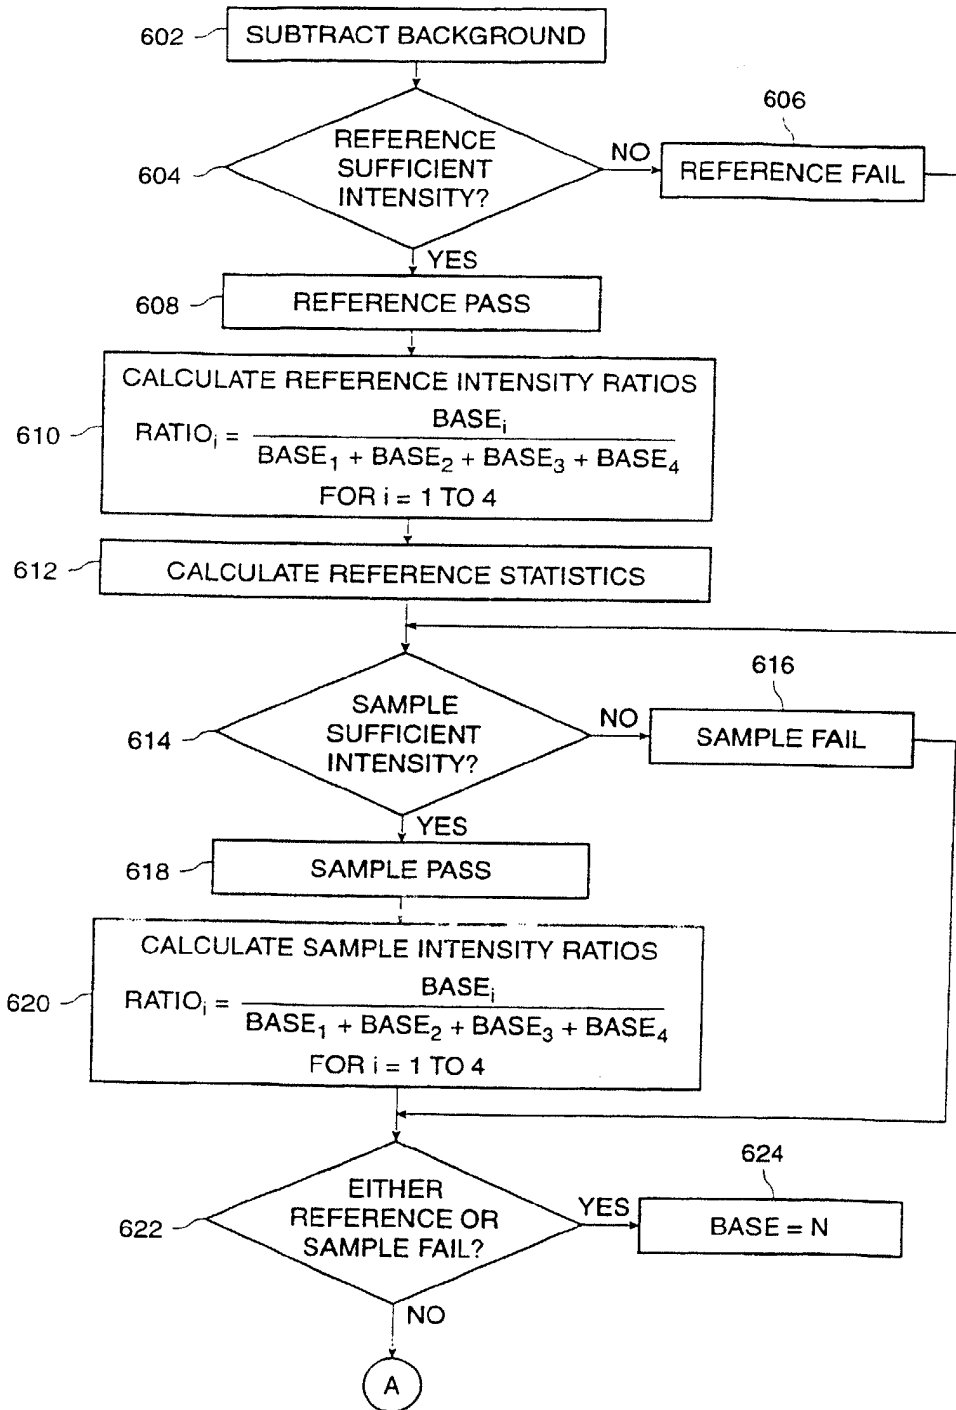 602
SUBTRACT BACKGROUND
604
REFERENCE
SUFFICIENT
INTENSITY?
NO
606
REFERENCE FAIL
YES
608
REFERENCE PASS
610
CALCULATE REFERENCE INTENSITY RATIOS
RATIOᵢ = BASEᵢ / BASE₁ + BASE₂ + BASE₃ + BASE₄
FOR i = 1 TO 4
612
CALCULATE REFERENCE STATISTICS
614
SAMPLE
SUFFICIENT
INTENSITY?
NO
616
SAMPLE FAIL
YES
618
SAMPLE PASS
620
CALCULATE SAMPLE INTENSITY RATIOS
RATIOᵢ = BASEᵢ / BASE₁ + BASE₂ + BASE₃ + BASE₄
FOR i = 1 TO 4
622
EITHER
REFERENCE OR
SAMPLE FAIL?
YES
624
BASE = N
NO
A